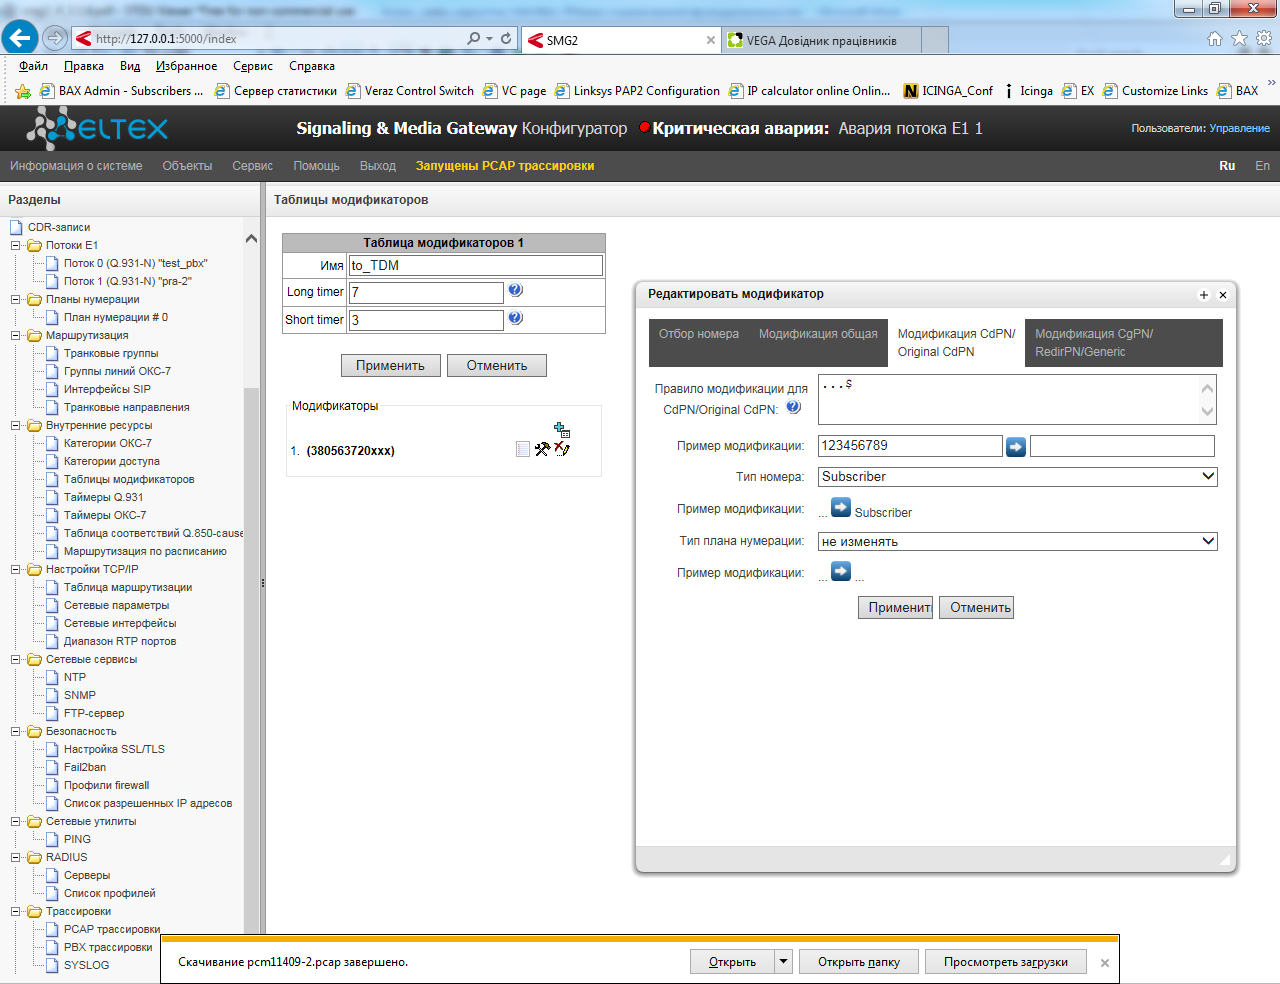 http://127.0.0.1:5000/index
SMG2
VEGA Довідник працівників
Файл Правка Вид Избранное Сервис Справка
BAX Admin - Subscribers ... Сервер статистики Veraz Control Switch VC page Linksys PAP2 Configuration IP calculator online Onlin... ICINGA_Conf Icinga EX Customize Links BAX
ELTEX
Signaling & Media Gateway Конфигуратор Критическая авария: Авария потока E1 1
Пользователи: Управление
Информация о системе Объекты Сервис Помощь Выход Запущены PCAP трассировки Ru En
Разделы
CDR-записи
Потоки E1
Поток 0 (Q.931-N) "test_pbx"
Поток 1 (Q.931-N) "pra-2"
Планы нумерации
План нумерации # 0
Маршрутизация
Транковые группы
Группы линий ОКС-7
Интерфейсы SIP
Транковые направления
Внутренние ресурсы
Категории ОКС-7
Категории доступа
Таблицы модификаторов
Таймеры Q.931
Таймеры ОКС-7
Таблица соответствий Q.850-cause
Маршрутизация по расписанию
Настройки TCP/IP
Таблица маршрутизации
Сетевые параметры
Сетевые интерфейсы
Диапазон RTP портов
Сетевые сервисы
NTP
SNMP
FTP-сервер
Безопасность
Настройка SSL/TLS
Fail2ban
Профили firewall
Список разрешенных IP адресов
Сетевые утилиты
PING
RADIUS
Серверы
Список профилей
Трассировки
PCAP трассировки
PBX трассировки
SYSLOG
Таблицы модификаторов
Таблица модификаторов 1
Имя to_TDM
Long timer 7
Short timer 3
Применить Отменить
Модификаторы
1. (380563720xxx)
Редактировать модификатор
Отбор номера Модификация общая Модификация CdPN/
Original CdPN Модификация CgPN/
RedirPN/Generic
Правило модификации для
CdPN/Original CdPN: ...$
Пример модификации: 123456789
Тип номера: Subscriber
Пример модификации: ... Subscriber
Тип плана нумерации: не изменять
Пример модификации: ... ...
Применить Отменить
Скачивание pcm11409-2.pcap завершено. Открыть Открыть папку Просмотреть загрузки